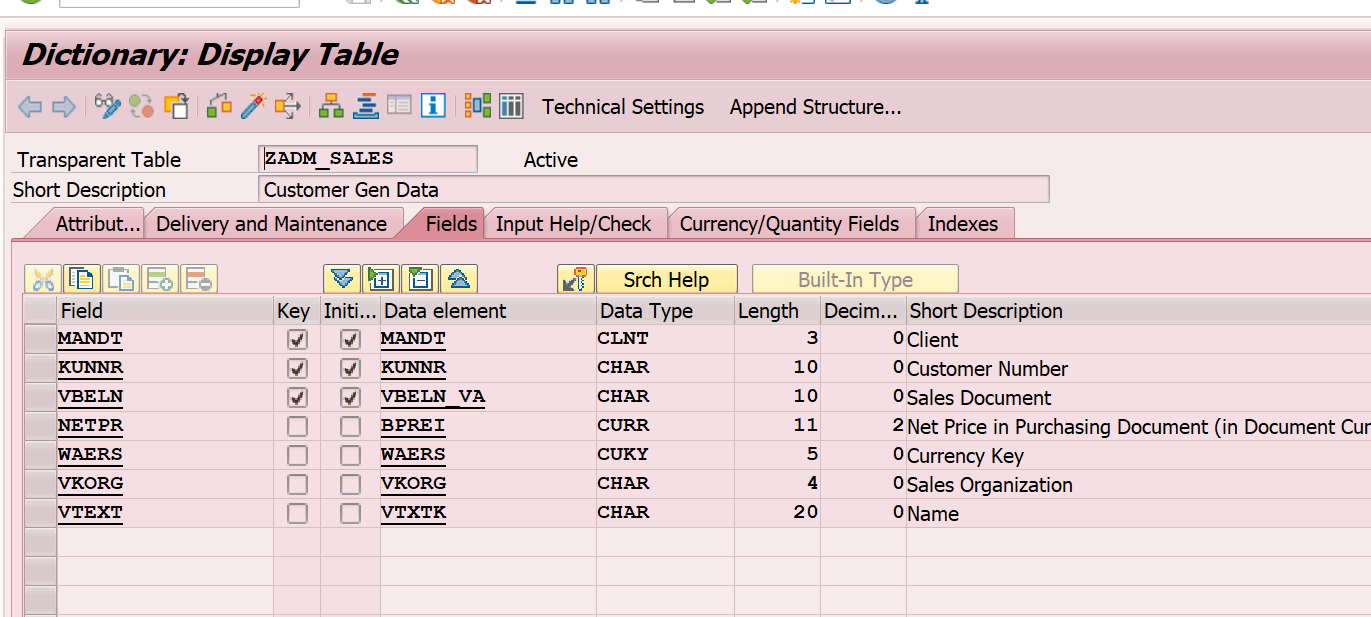 Dictionary: Display Table
Technical Settings Append Structure...
Transparent Table ZADM_SALES Active
Short Description Customer Gen Data
Attribut... Delivery and Maintenance Fields Input Help/Check Currency/Quantity Fields Indexes
Srch Help Built-In Type
Field Key Initi... Data element Data Type Length Decim... Short Description
MANDT MANDT CLNT 3 0 Client
KUNNR KUNNR CHAR 10 0 Customer Number
VBELN VBELN_VA CHAR 10 0 Sales Document
NETPR BPREI CURR 11 2 Net Price in Purchasing Document (in Document Cur
WAERS WAERS CUKY 5 0 Currency Key
VKORG VKORG CHAR 4 0 Sales Organization
VTEXT VTXTK CHAR 20 0 Name